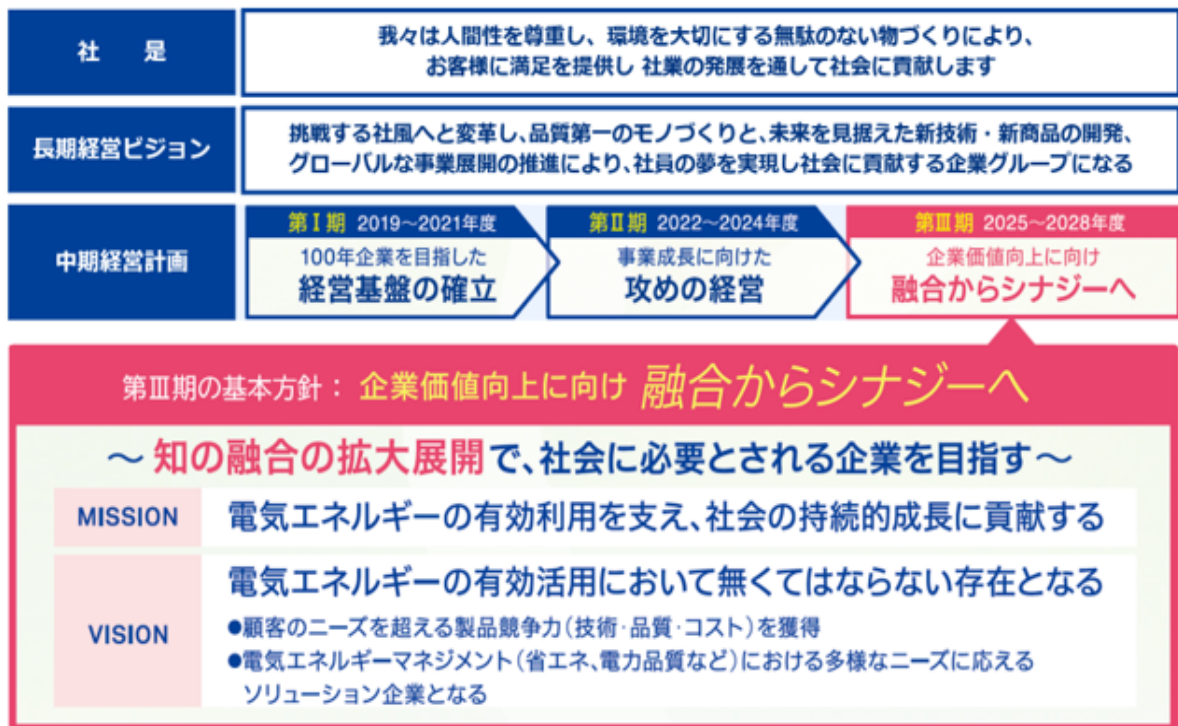 社　是
我々は人間性を尊重し、環境を大切にする無駄のない物づくりにより、
お客様に満足を提供し 社業の発展を通して社会に貢献します
長期経営ビジョン
挑戦する社風へと変革し、品質第一のモノづくりと、未来を見据えた新技術・新商品の開発、
グローバルな事業展開の推進により、社員の夢を実現し社会に貢献する企業グループになる
中期経営計画
第Ⅰ期 2019～2021年度
100年企業を目指した
経営基盤の確立
第Ⅱ期 2022～2024年度
事業成長に向けた
攻めの経営
第Ⅲ期 2025～2028年度
企業価値向上に向け
融合からシナジーへ
第Ⅲ期の基本方針： 企業価値向上に向け 融合からシナジーへ
～ 知の融合の拡大展開で、社会に必要とされる企業を目指す～
MISSION
電気エネルギーの有効利用を支え、社会の持続的成長に貢献する
VISION
電気エネルギーの有効活用において無くてはならない存在となる
●顧客のニーズを超える製品競争力（技術・品質・コスト）を獲得
●電気エネルギーマネジメント（省エネ、電力品質など）における多様なニーズに応える
ソリューション企業となる